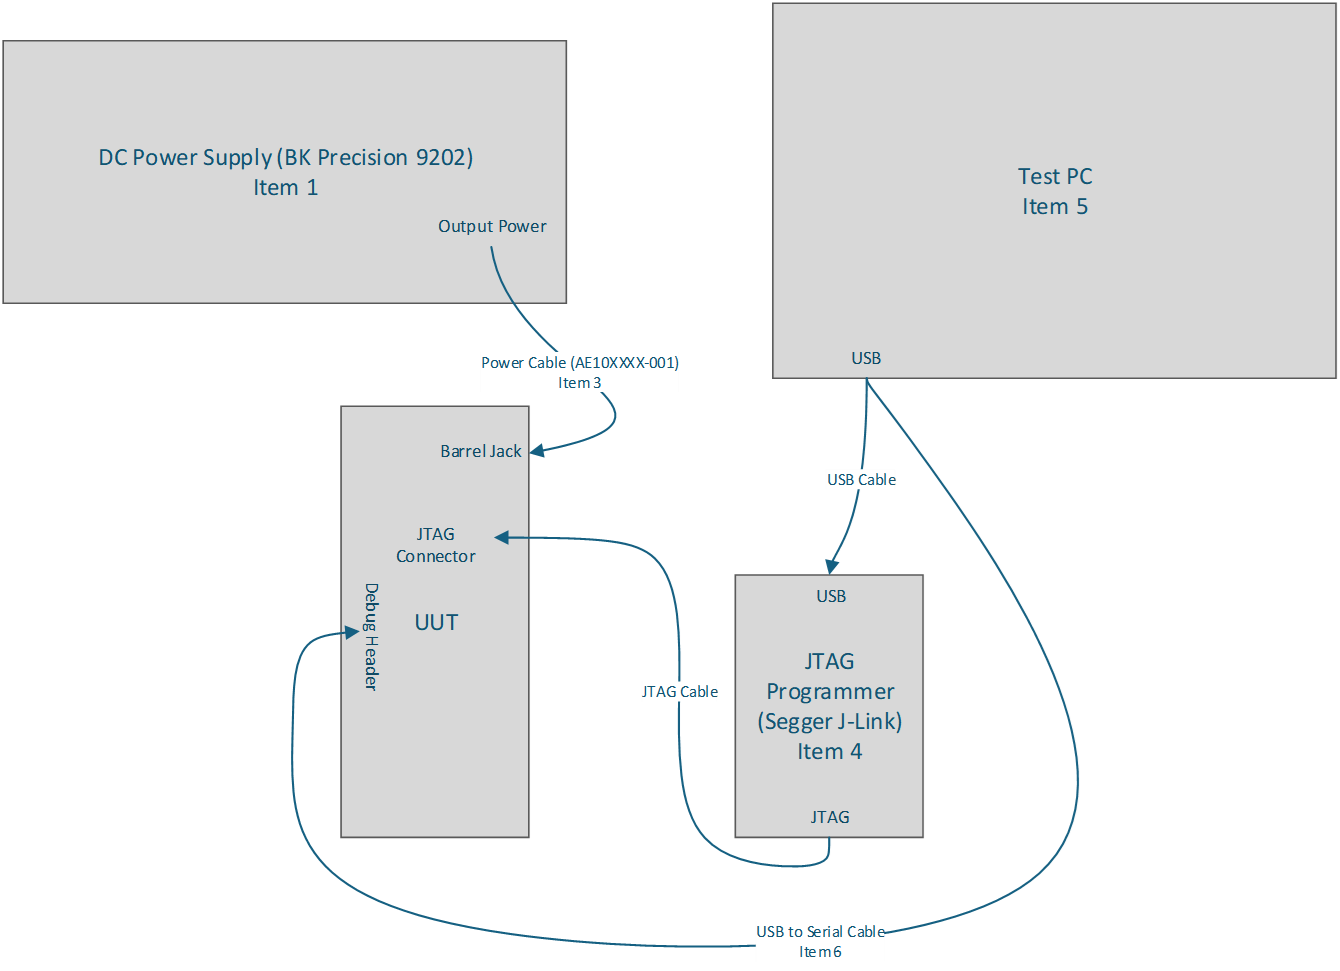 DC Power Supply (BK Precision 9202)
Item 1
Output Power
Test PC
Item 5
USB
Power Cable (AE10XXXX-001)
Item 3
Barrel Jack
JTAG
Connector
Debug Header
UUT
USB Cable
USB
JTAG
Programmer
(Segger J-Link)
Item 4
JTAG
JTAG Cable
USB to Serial Cable
Item 6